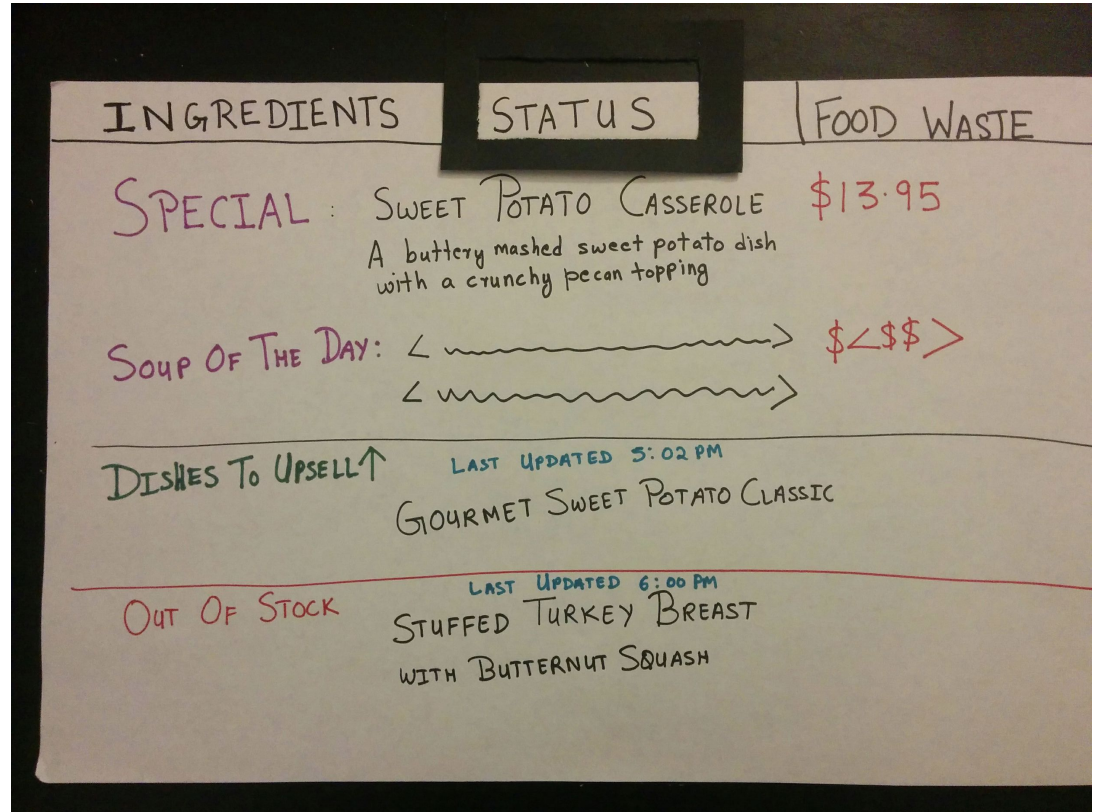 INGREDIENTS STATUS FOOD WASTE
SPECIAL: SWEET POTATO CASSEROLE $13.95
A buttery mashed sweet potato dish
with a crunchy pecan topping
SOUP OF THE DAY: < > $<$$>
< >
DISHES TO UPSELL↑ LAST UPDATED 5:02 PM
GOURMET SWEET POTATO CLASSIC
LAST UPDATED 6:00 PM
OUT OF STOCK STUFFED TURKEY BREAST
WITH BUTTERNUT SQUASH